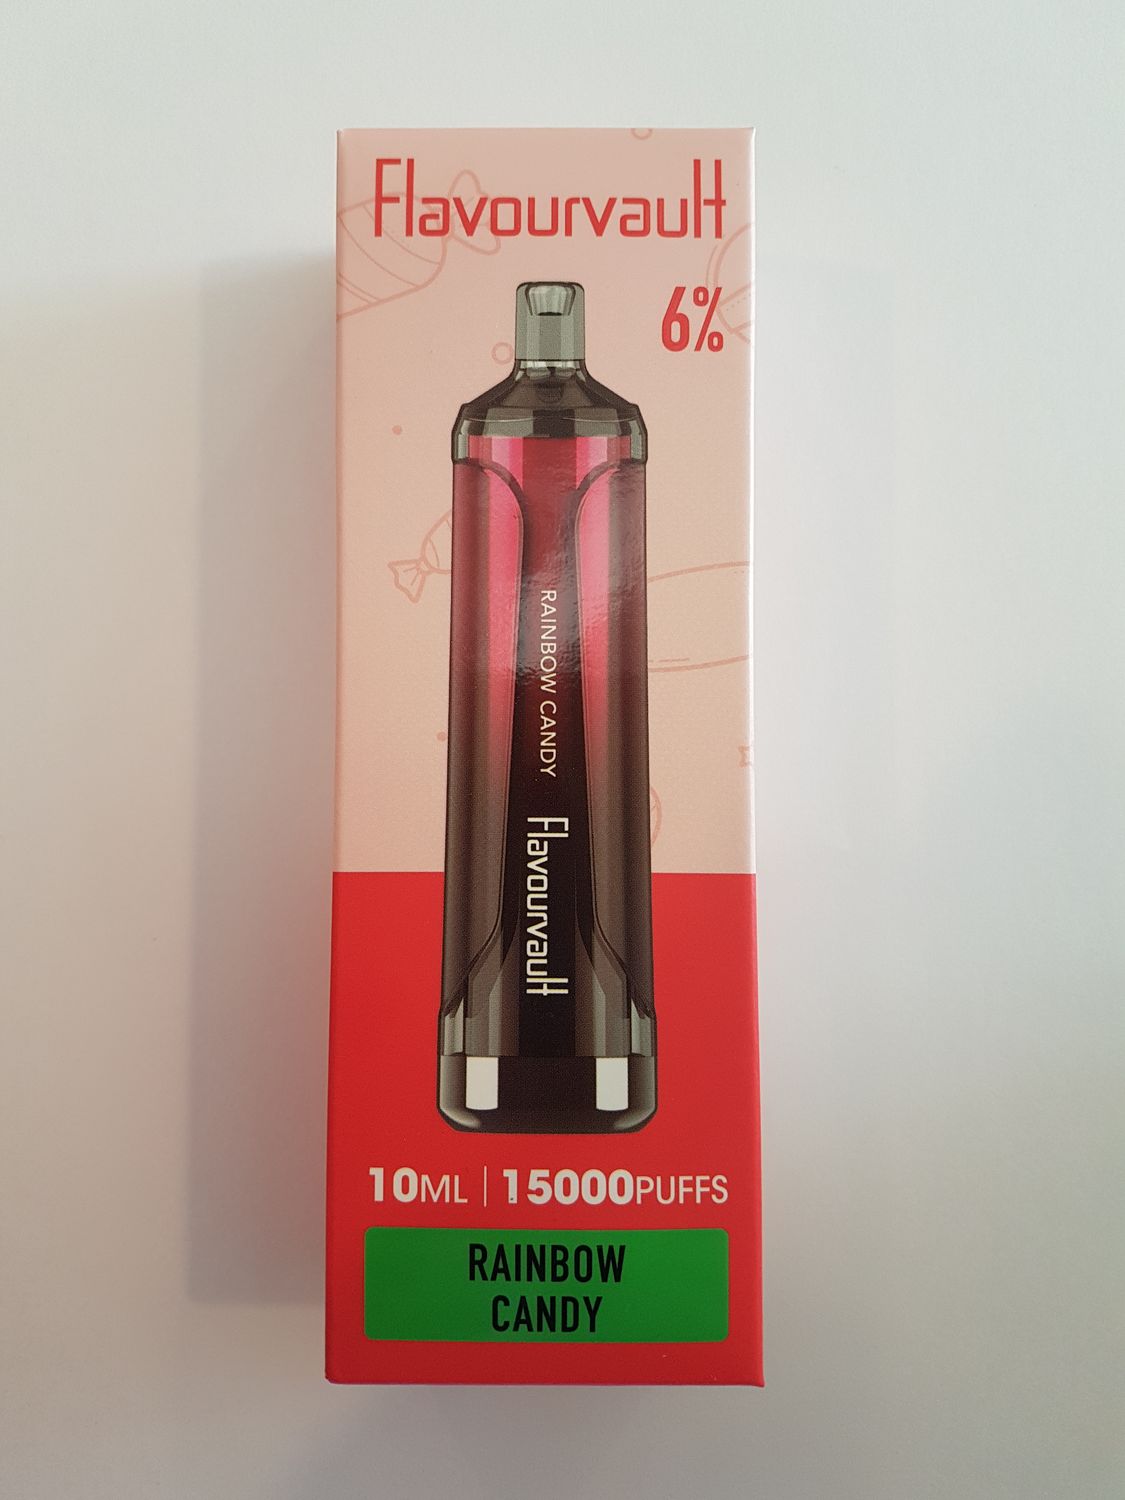 Flavourvault
6%
RAINBOW CANDY
Flavourvault
10ML | 15000PUFFS
RAINBOW
CANDY